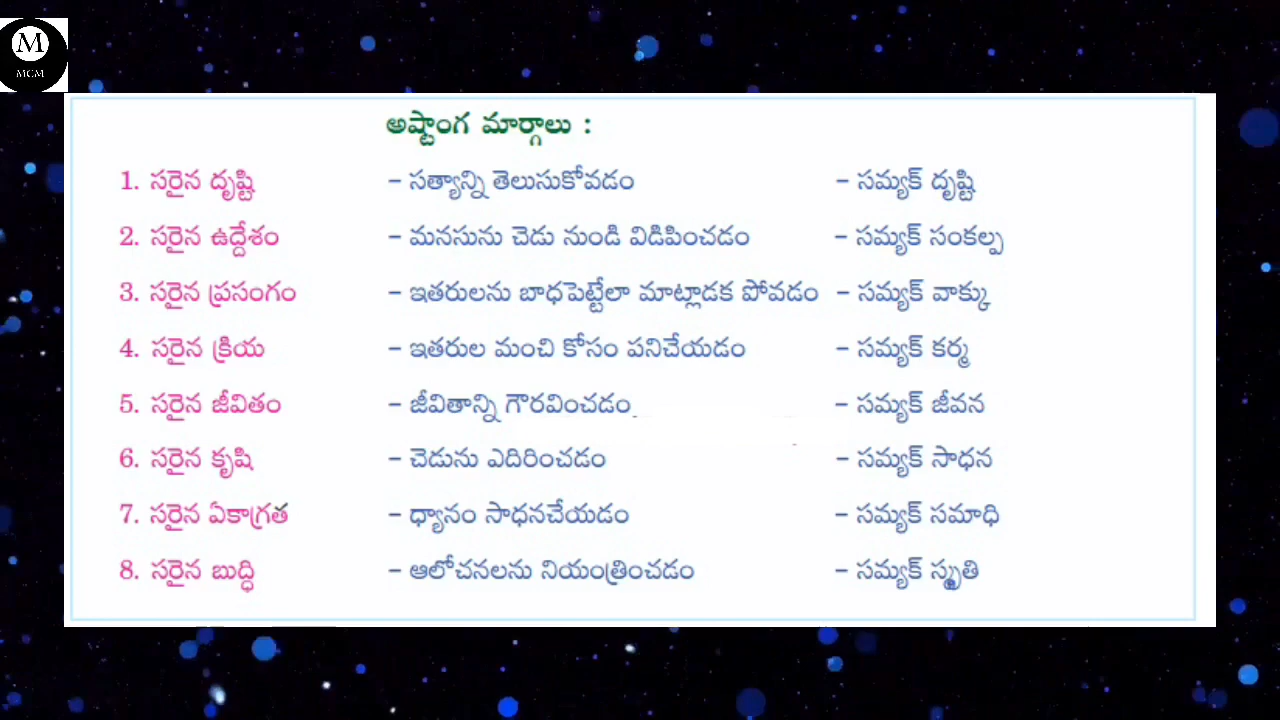 M
MCM
అష్టాంగ మార్గాలు :
1. సరైన దృష్టి – సత్యాన్ని తెలుసుకోవడం – సమ్యక్ దృష్టి
2. సరైన ఉద్దేశం – మనసును చెడు నుండి విడిపించడం – సమ్యక్ సంకల్ప
3. సరైన ప్రసంగం – ఇతరులను బాధపెట్టేలా మాట్లాడక పోవడం – సమ్యక్ వాక్కు
4. సరైన క్రియ – ఇతరుల మంచి కోసం పనిచేయడం – సమ్యక్ కర్మ
5. సరైన జీవితం – జీవితాన్ని గౌరవించడం – సమ్యక్ జీవన
6. సరైన కృషి – చెడును ఎదిరించడం – సమ్యక్ సాధన
7. సరైన ఏకాగ్రత – ధ్యానం సాధనచేయడం – సమ్యక్ సమాధి
8. సరైన బుద్ధి – ఆలోచనలను నియంత్రించడం – సమ్యక్ స్మృతి